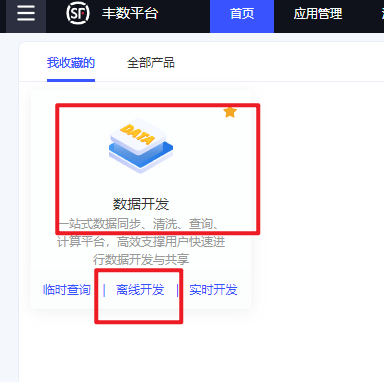 SF 丰数平台 首页 应用管理
我收藏的 全部产品
DATA
数据开发
一站式数据同步、清洗、查询、
计算平台，高效支撑用户快速进
行数据开发与共享
临时查询 | 离线开发 | 实时开发